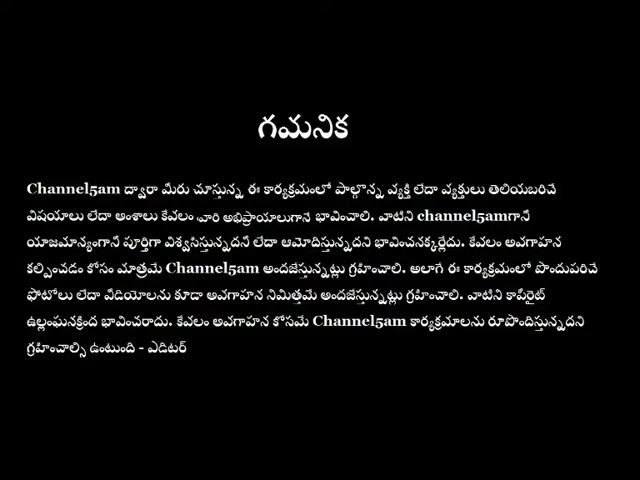 గమనిక
Channel5am ద్వారా మీరు చూస్తున్న ఈ కార్యక్రమంలో పాల్గొన్న వ్యక్తి లేదా వ్యక్తులు తెలియబరిచే
విషయాలు లేదా అంశాలు కేవలం వారి అభిప్రాయాలుగానే భావించాలి. వాటిని channel5amగానీ
యాజమాన్యంగానీ పూర్తిగా విశ్వసిస్తున్నదనీ లేదా ఆమోదిస్తున్నదని భావించనక్కర్లేదు. కేవలం అవగాహన
కల్పించడం కోసం మాత్రమే Channel5am అందజేస్తున్నట్లు గ్రహించాలి. అలాగే ఈ కార్యక్రమంలో పొందుపరిచే
ఫోటోలు లేదా వీడియోలను కూడా అవగాహన నిమిత్తమే అందజేస్తున్నట్లు గ్రహించాలి. వాటిని కాపీరైట్
ఉల్లంఘనక్రింద భావించరాదు. కేవలం అవగాహన కోసమే Channel5am కార్యక్రమాలను రూపొందిస్తున్నదని
గ్రహించాల్సి ఉంటుంది - ఎడిటర్